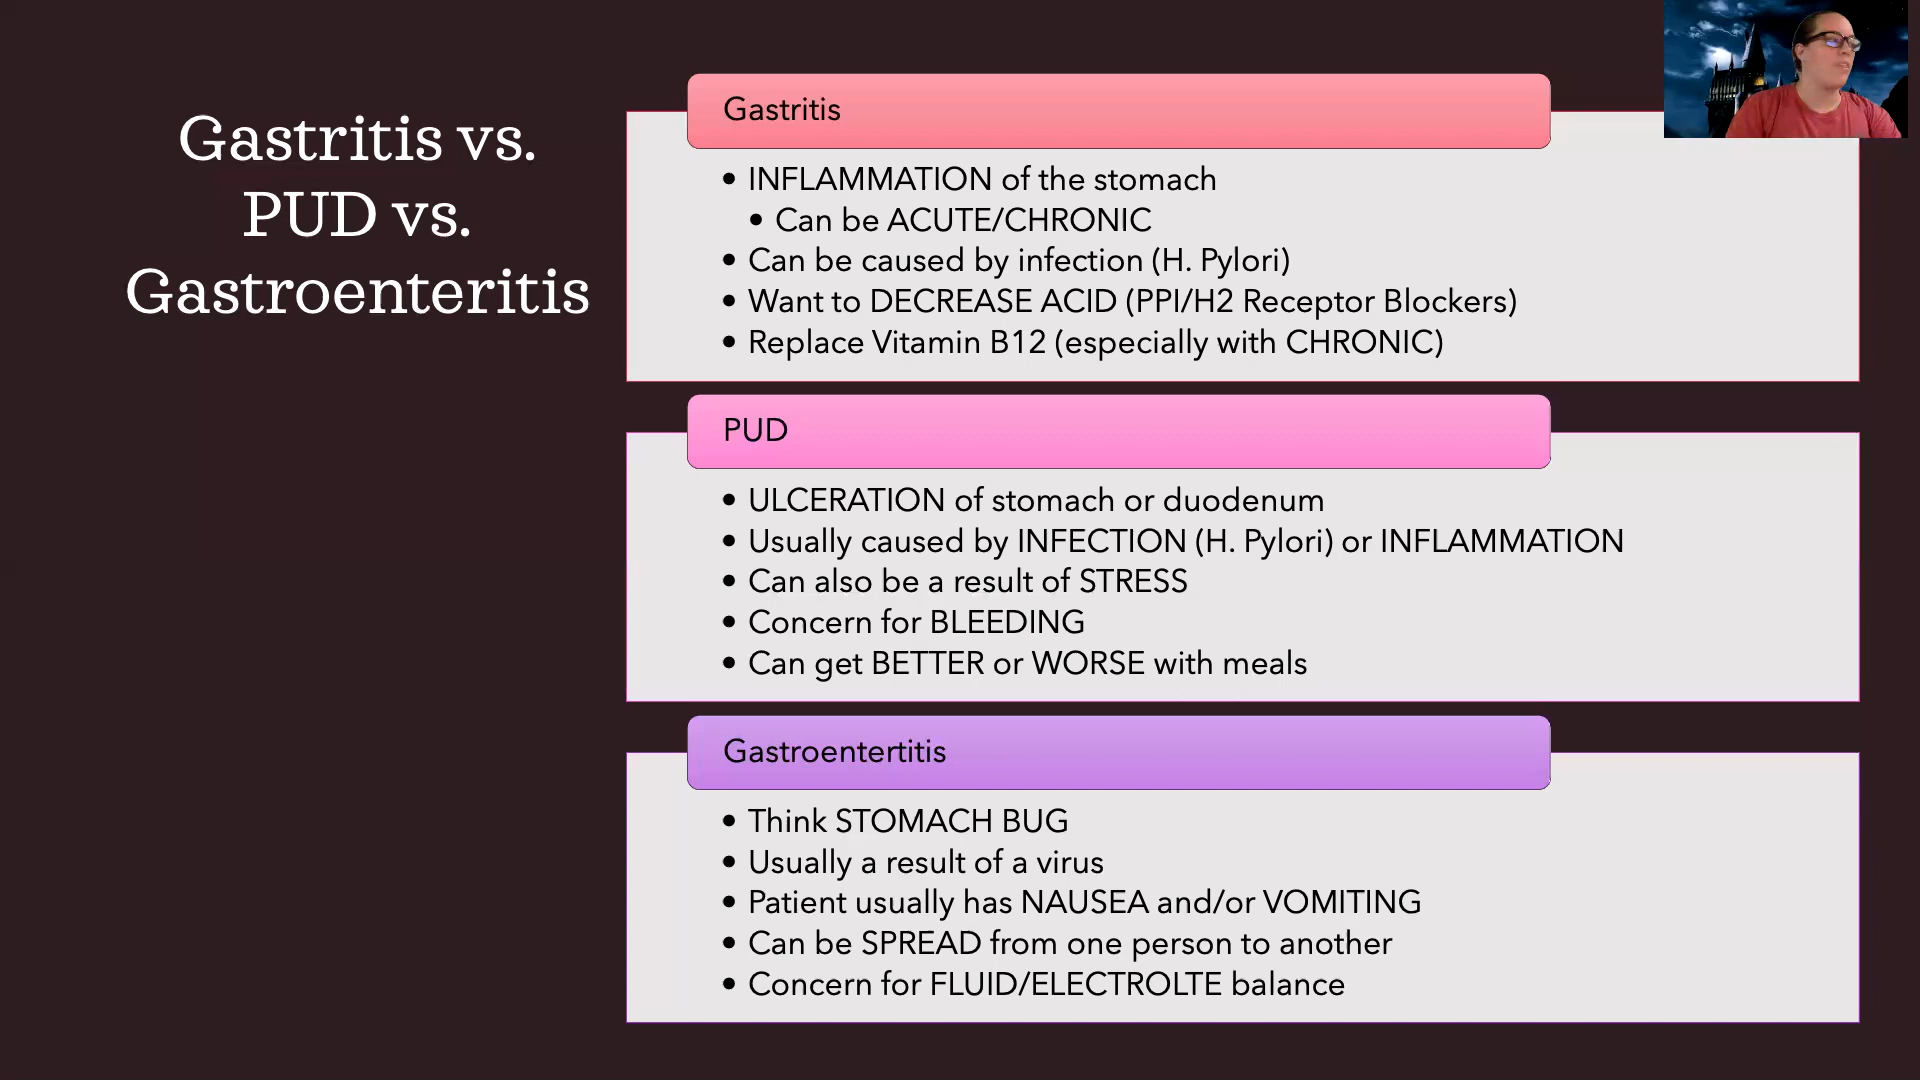 Gastritis vs.
PUD vs.
Gastroenteritis
Gastritis
• INFLAMMATION of the stomach
• Can be ACUTE/CHRONIC
• Can be caused by infection (H. Pylori)
• Want to DECREASE ACID (PPI/H2 Receptor Blockers)
• Replace Vitamin B12 (especially with CHRONIC)
PUD
• ULCERATION of stomach or duodenum
• Usually caused by INFECTION (H. Pylori) or INFLAMMATION
• Can also be a result of STRESS
• Concern for BLEEDING
• Can get BETTER or WORSE with meals
Gastroentertitis
• Think STOMACH BUG
• Usually a result of a virus
• Patient usually has NAUSEA and/or VOMITING
• Can be SPREAD from one person to another
• Concern for FLUID/ELECTROLTE balance